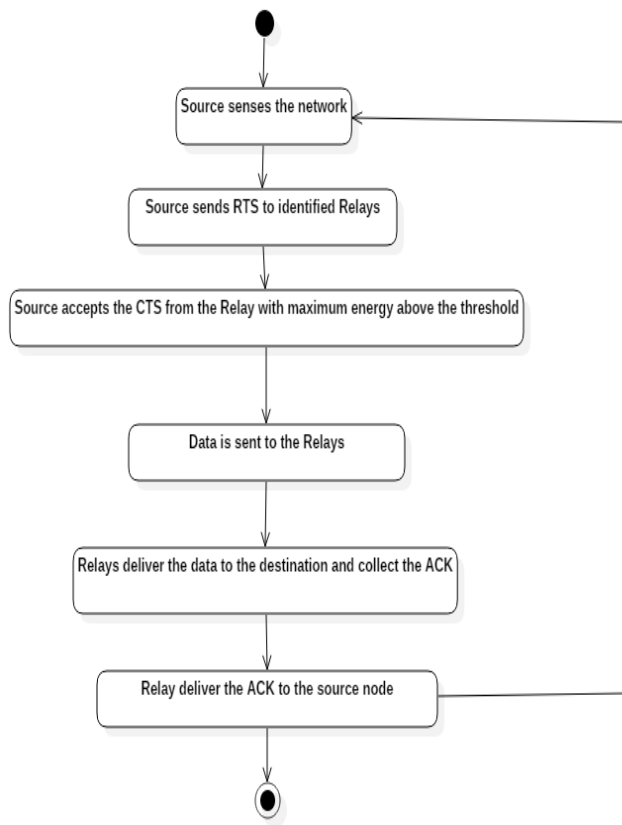 Source senses the network
Source sends RTS to identified Relays
Source accepts the CTS from the Relay with maximum energy above the threshold
Data is sent to the Relays
Relays deliver the data to the destination and collect the ACK
Relay deliver the ACK to the source node